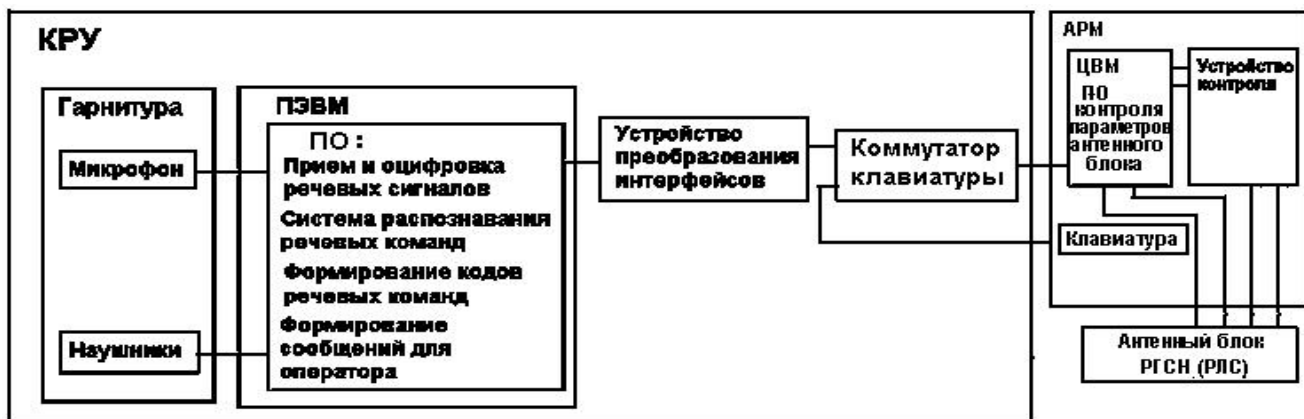 КРУ
Гарнитура
Микрофон
Наушники
ПЭВМ
ПО :
Прием и оцифровка
речевых сигналов
Система распознавания
речевых команд
Формирование кодов
речевых команд
Формирование
сообщений для
оператора
Устройство
преобразования
интерфейсов
Коммутатор
клавиатуры
АРМ
ЦВМ
ПО
контроля
параметров
антенного
блока
Устройство
контроля
Клавиатура
Антенный блок
РГСН (РЛС)